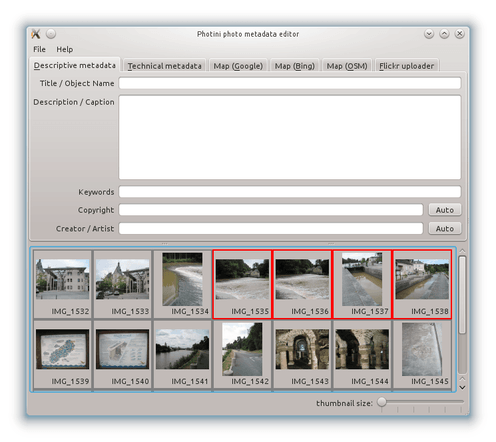 Photini photo metadata editor
File Help
Descriptive metadata Technical metadata Map (Google) Map (Bing) Map (OSM) Flickr uploader
Title / Object Name
Description / Caption
Keywords
Copyright Auto
Creator / Artist Auto
IMG_1532 IMG_1533 IMG_1534 IMG_1535 IMG_1536 IMG_1537 IMG_1538
IMG_1539 IMG_1540 IMG_1541 IMG_1542 IMG_1543 IMG_1544 IMG_1545
thumbnail size: